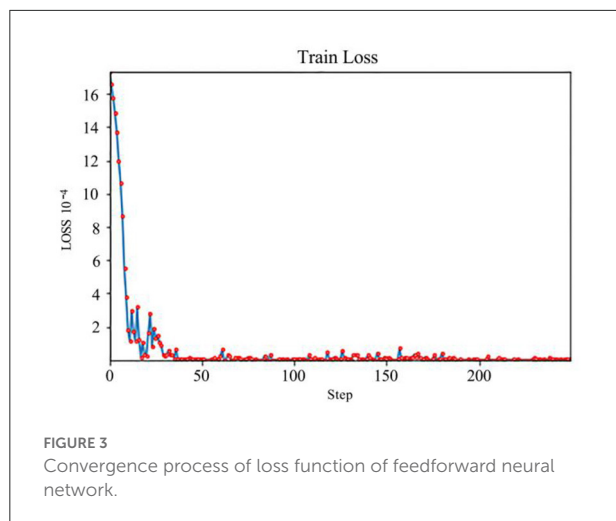 Train Loss
16
14
12
10
8
6
4
2
LOSS 10⁻⁴
0
50
100
150
200
Step
FIGURE 3
Convergence process of loss function of feedforward neural
network.